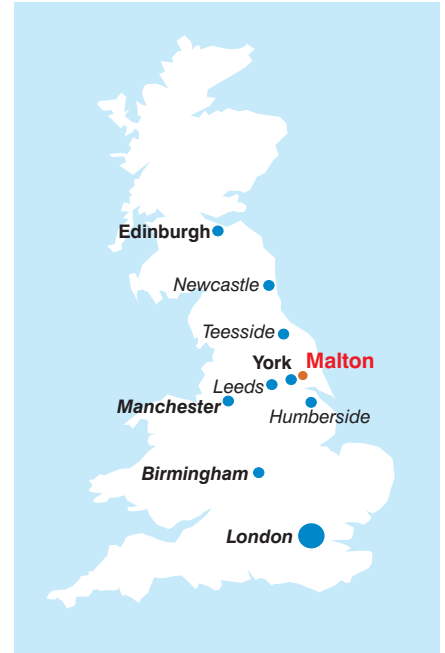 Edinburgh
Newcastle
Teesside
York Malton
Leeds
Manchester
Humberside
Birmingham
London